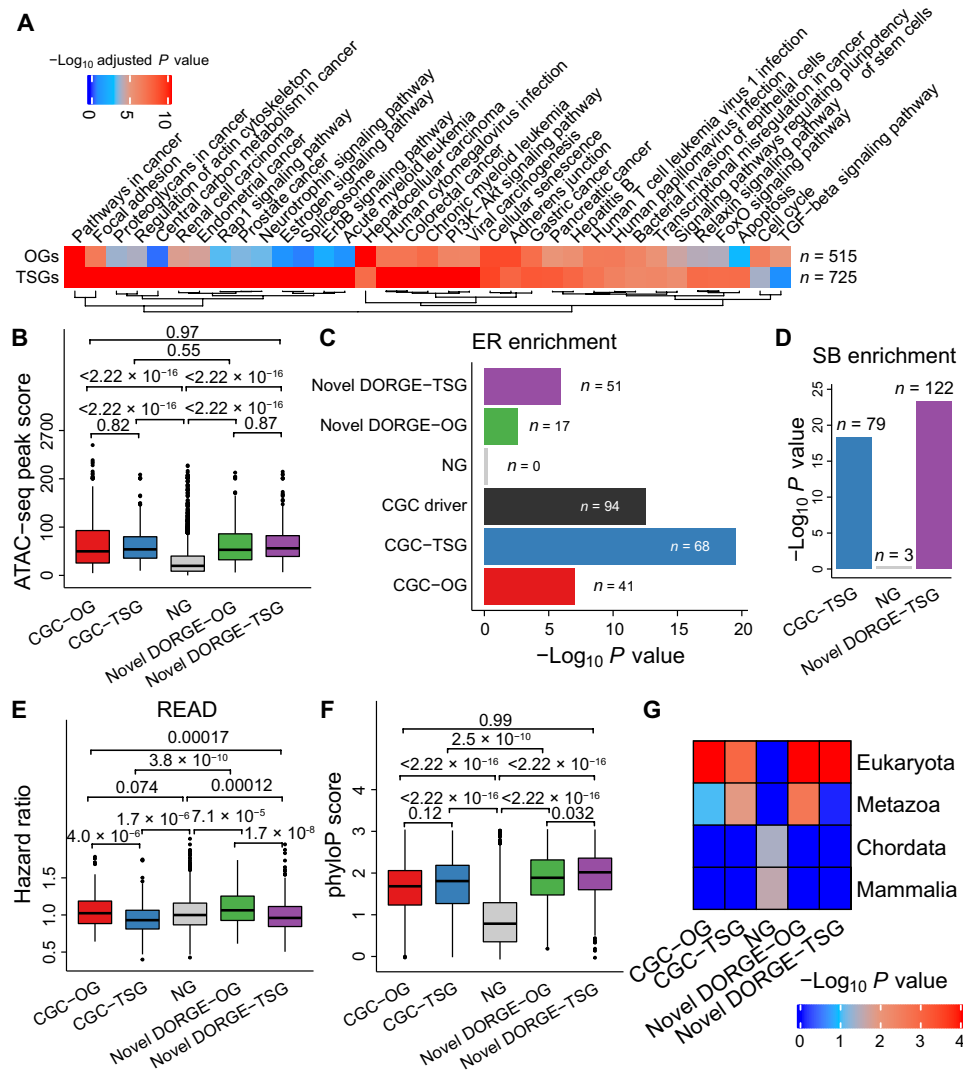 A
−Log10 adjusted P value
0 5 10
Pathways in cancer
Focal adhesion
Proteoglycans in cancer
Regulation of actin cytoskeleton
Central carbon metabolism in cancer
Renal cell carcinoma
Endometrial cancer
Rap1 signaling pathway
Prostate cancer
Neurotrophin signaling pathway
Estrogen signaling pathway
Spliceosome
ErbB signaling pathway
Acute myeloid leukemia
Hepatocellular carcinoma
Human cytomegalovirus infection
Colorectal cancer
Chronic myeloid leukemia
PI3K−Akt signaling pathway
Viral carcinogenesis
Cellular senescence
Adherens junction
Gastric cancer
Pancreatic cancer
Hepatitis B
Human T cell leukemia virus 1 infection
Human papillomavirus infection
Bacterial invasion of epithelial cells
Transcriptional misregulation in cancer
Signaling pathways regulating pluripotency
of stem cells
Relaxin signaling pathway
FoxO signaling pathway
Apoptosis
Cell cycle
TGF−beta signaling pathway
OGs
n = 515
TSGs
n = 725
B
ATAC−seq peak score
0.97
0.55
<2.22 × 10−16
<2.22 × 10−16
<2.22 × 10−16
<2.22 × 10−16
0.82
0.87
2700
200
100
0
CGC−OG
CGC−TSG
NG
Novel DORGE−OG
Novel DORGE−TSG
C
ER enrichment
Novel DORGE−TSG
n = 51
Novel DORGE−OG
n = 17
NG
n = 0
CGC driver
n = 94
CGC−TSG
n = 68
CGC−OG
n = 41
0 5 10 15 20
−Log10 P value
D
SB enrichment
−Log10 P value
25
20
15
10
5
0
n = 79
n = 3
n = 122
CGC−TSG
NG
Novel DORGE−TSG
E
READ
Hazard ratio
0.00017
3.8 × 10−10
0.074
0.00012
1.7 × 10−6
7.1 × 10−5
4.0 × 10−6
1.7 × 10−8
1.5
1.0
0.5
CGC−OG
CGC−TSG
NG
Novel DORGE−OG
Novel DORGE−TSG
F
phyloP score
0.99
2.5 × 10−10
<2.22 × 10−16
<2.22 × 10−16
<2.22 × 10−16
<2.22 × 10−16
0.12
0.032
4
3
2
1
0
CGC−OG
CGC−TSG
NG
Novel DORGE−OG
Novel DORGE−TSG
G
Eukaryota
Metazoa
Chordata
Mammalia
CGC−OG
CGC−TSG
NG
Novel DORGE−OG
Novel DORGE−TSG
−Log10 P value
0 1 2 3 4